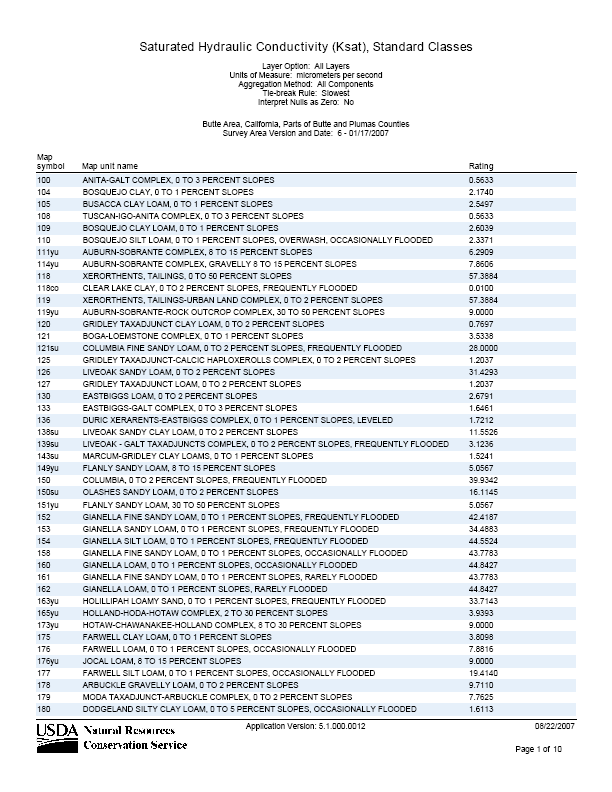 Saturated Hydraulic Conductivity (Ksat), Standard Classes
Layer Option: All Layers
Units of Measure: micrometers per second
Aggregation Method: All Components
Tie-break Rule: Slowest
Interpret Nulls as Zero: No
Butte Area, California, Parts of Butte and Plumas Counties
Survey Area Version and Date: 6 - 01/17/2007
Map
symbol Map unit name Rating
100 ANITA-GALT COMPLEX, 0 TO 3 PERCENT SLOPES 0.5633
104 BOSQUEJO CLAY, 0 TO 1 PERCENT SLOPES 2.1740
105 BUSACCA CLAY LOAM, 0 TO 1 PERCENT SLOPES 2.5497
108 TUSCAN-IGO-ANITA COMPLEX, 0 TO 3 PERCENT SLOPES 0.5633
109 BOSQUEJO CLAY LOAM, 0 TO 1 PERCENT SLOPES 2.6039
110 BOSQUEJO SILT LOAM, 0 TO 1 PERCENT SLOPES, OVERWASH, OCCASIONALLY FLOODED 2.3371
111yu AUBURN-SOBRANTE COMPLEX, 8 TO 15 PERCENT SLOPES 6.2909
114yu AUBURN-SOBRANTE COMPLEX, GRAVELLY 8 TO 15 PERCENT SLOPES 7.8606
118 XERORTHENTS, TAILINGS, 0 TO 50 PERCENT SLOPES 57.3884
118co CLEAR LAKE CLAY, 0 TO 2 PERCENT SLOPES, FREQUENTLY FLOODED 0.0100
119 XERORTHENTS, TAILINGS-URBAN LAND COMPLEX, 0 TO 2 PERCENT SLOPES 57.3884
119yu AUBURN-SOBRANTE-ROCK OUTCROP COMPLEX, 30 TO 50 PERCENT SLOPES 9.0000
120 GRIDLEY TAXADJUNCT CLAY LOAM, 0 TO 2 PERCENT SLOPES 0.7697
121 BOGA-LOEMSTONE COMPLEX, 0 TO 1 PERCENT SLOPES 3.5338
121su COLUMBIA FINE SANDY LOAM, 0 TO 2 PERCENT SLOPES, FREQUENTLY FLOODED 28.0000
125 GRIDLEY TAXADJUNCT-CALCIC HAPLOXEROLLS COMPLEX, 0 TO 2 PERCENT SLOPES 1.2037
126 LIVEOAK SANDY LOAM, 0 TO 2 PERCENT SLOPES 31.4293
127 GRIDLEY TAXADJUNCT LOAM, 0 TO 2 PERCENT SLOPES 1.2037
130 EASTBIGGS LOAM, 0 TO 2 PERCENT SLOPES 2.6791
133 EASTBIGGS-GALT COMPLEX, 0 TO 3 PERCENT SLOPES 1.6461
136 DURIC XERARENTS-EASTBIGGS COMPLEX, 0 TO 1 PERCENT SLOPES, LEVELED 1.7212
138su LIVEOAK SANDY CLAY LOAM, 0 TO 2 PERCENT SLOPES 11.5526
139su LIVEOAK - GALT TAXADJUNCTS COMPLEX, 0 TO 2 PERCENT SLOPES, FREQUENTLY FLOODED 3.1236
143su MARCUM-GRIDLEY CLAY LOAMS, 0 TO 1 PERCENT SLOPES 1.5241
149yu FLANLY SANDY LOAM, 8 TO 15 PERCENT SLOPES 5.0567
150 COLUMBIA, 0 TO 2 PERCENT SLOPES, FREQUENTLY FLOODED 39.9342
150su OLASHES SANDY LOAM, 0 TO 2 PERCENT SLOPES 16.1145
151yu FLANLY SANDY LOAM, 30 TO 50 PERCENT SLOPES 5.0567
152 GIANELLA FINE SANDY LOAM, 0 TO 1 PERCENT SLOPES, FREQUENTLY FLOODED 42.4187
153 GIANELLA SANDY LOAM, 0 TO 1 PERCENT SLOPES, FREQUENTLY FLOODED 34.4883
154 GIANELLA SILT LOAM, 0 TO 1 PERCENT SLOPES, FREQUENTLY FLOODED 44.5524
158 GIANELLA FINE SANDY LOAM, 0 TO 1 PERCENT SLOPES, OCCASIONALLY FLOODED 43.7783
160 GIANELLA LOAM, 0 TO 1 PERCENT SLOPES, OCCASIONALLY FLOODED 44.8427
161 GIANELLA FINE SANDY LOAM, 0 TO 1 PERCENT SLOPES, RARELY FLOODED 43.7783
162 GIANELLA LOAM, 0 TO 1 PERCENT SLOPES, RARELY FLOODED 44.8427
163yu HOLILLIPAH LOAMY SAND, 0 TO 1 PERCENT SLOPES, FREQUENTLY FLOODED 33.7143
165yu HOLLAND-HODA-HOTAW COMPLEX, 2 TO 30 PERCENT SLOPES 3.9393
173yu HOTAW-CHAWANAKEE-HOLLAND COMPLEX, 8 TO 30 PERCENT SLOPES 9.0000
175 FARWELL CLAY LOAM, 0 TO 1 PERCENT SLOPES 3.8098
176 FARWELL LOAM, 0 TO 1 PERCENT SLOPES, OCCASIONALLY FLOODED 7.8816
176yu JOCAL LOAM, 8 TO 15 PERCENT SLOPES 9.0000
177 FARWELL SILT LOAM, 0 TO 1 PERCENT SLOPES, OCCASIONALLY FLOODED 19.4140
178 ARBUCKLE GRAVELLY LOAM, 0 TO 2 PERCENT SLOPES 9.7110
179 MODA TAXADJUNCT-ARBUCKLE COMPLEX, 0 TO 2 PERCENT SLOPES 7.7625
180 DODGELAND SILTY CLAY LOAM, 0 TO 5 PERCENT SLOPES, OCCASIONALLY FLOODED 1.6113
USDA Natural Resources Conservation Service
Application Version: 5.1.000.0012 08/22/2007
Page 1 of 10